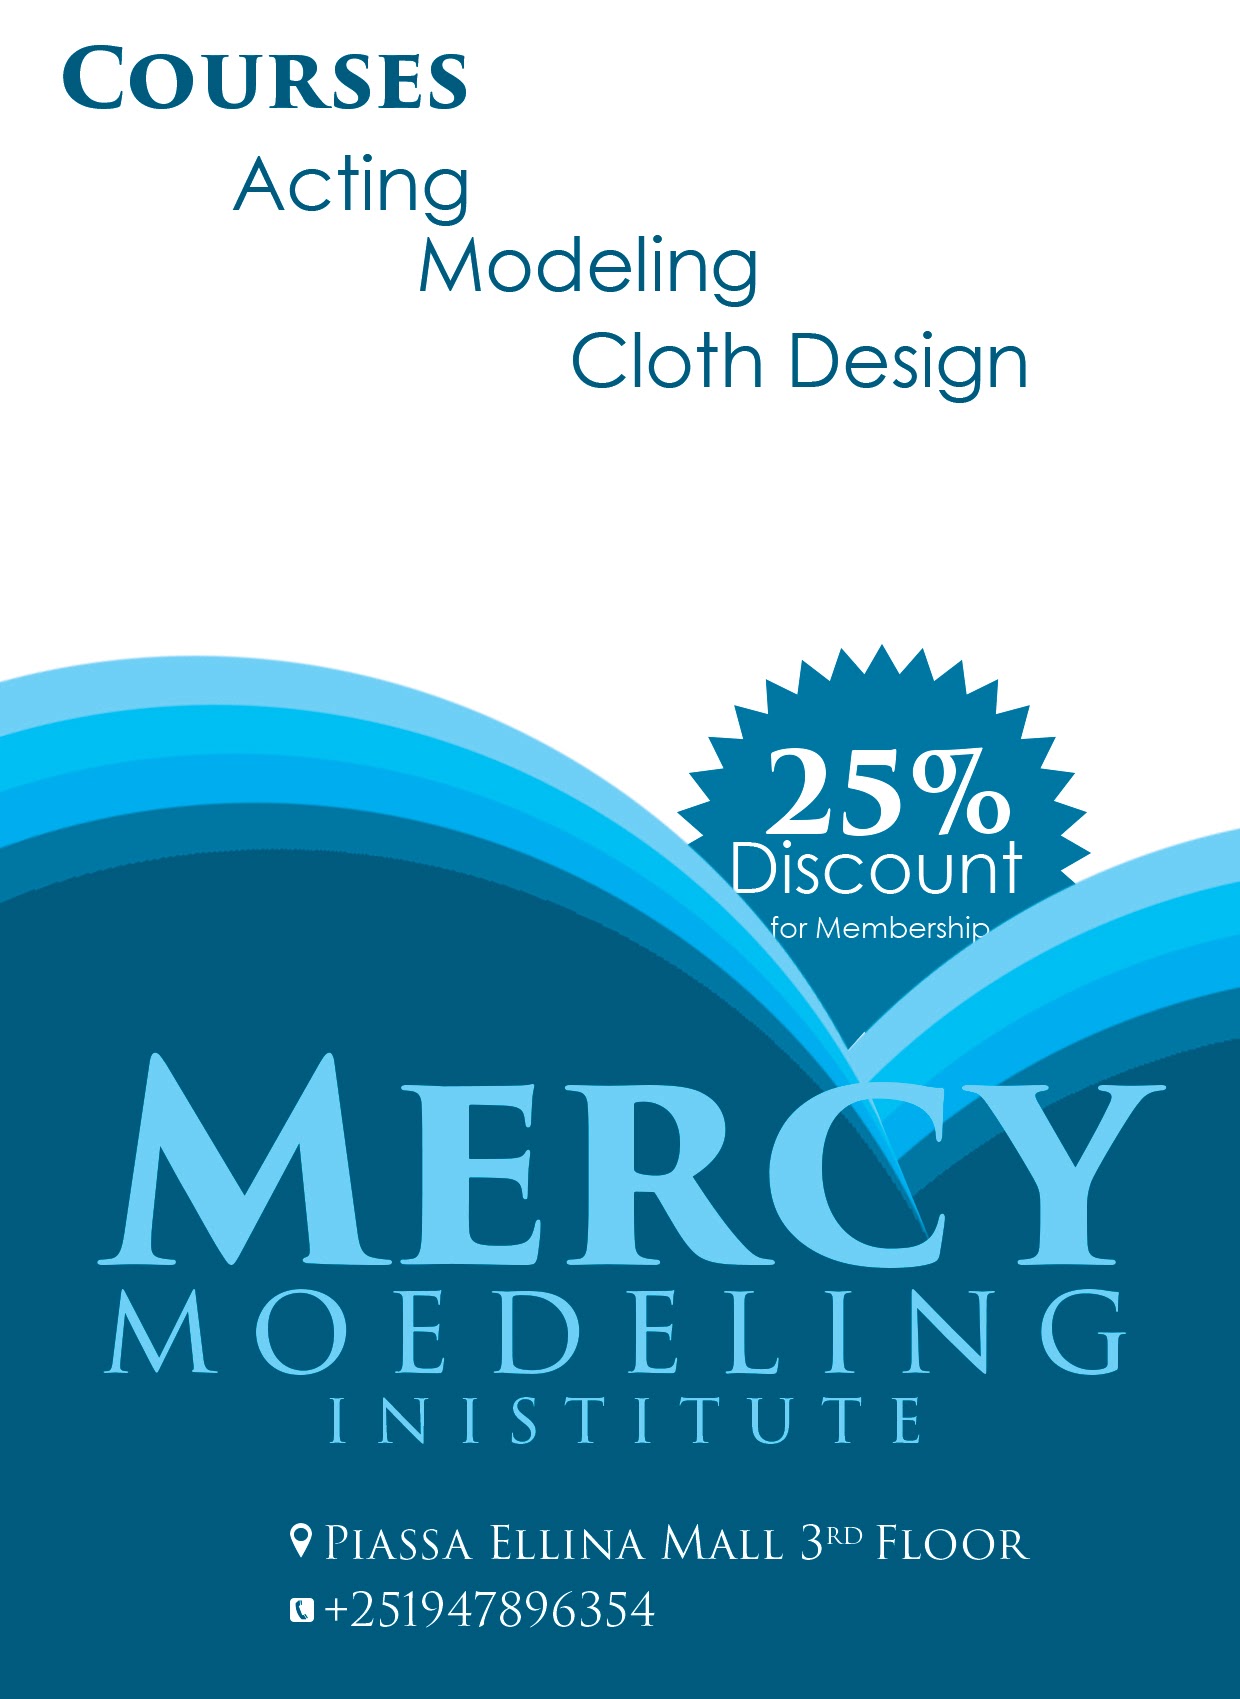 Courses
Acting
Modeling
Cloth Design
25%
Discount
for Membership
Mercy
MOEDELING
INISTITUTE
Piassa Ellina Mall 3rd Floor
+251947896354